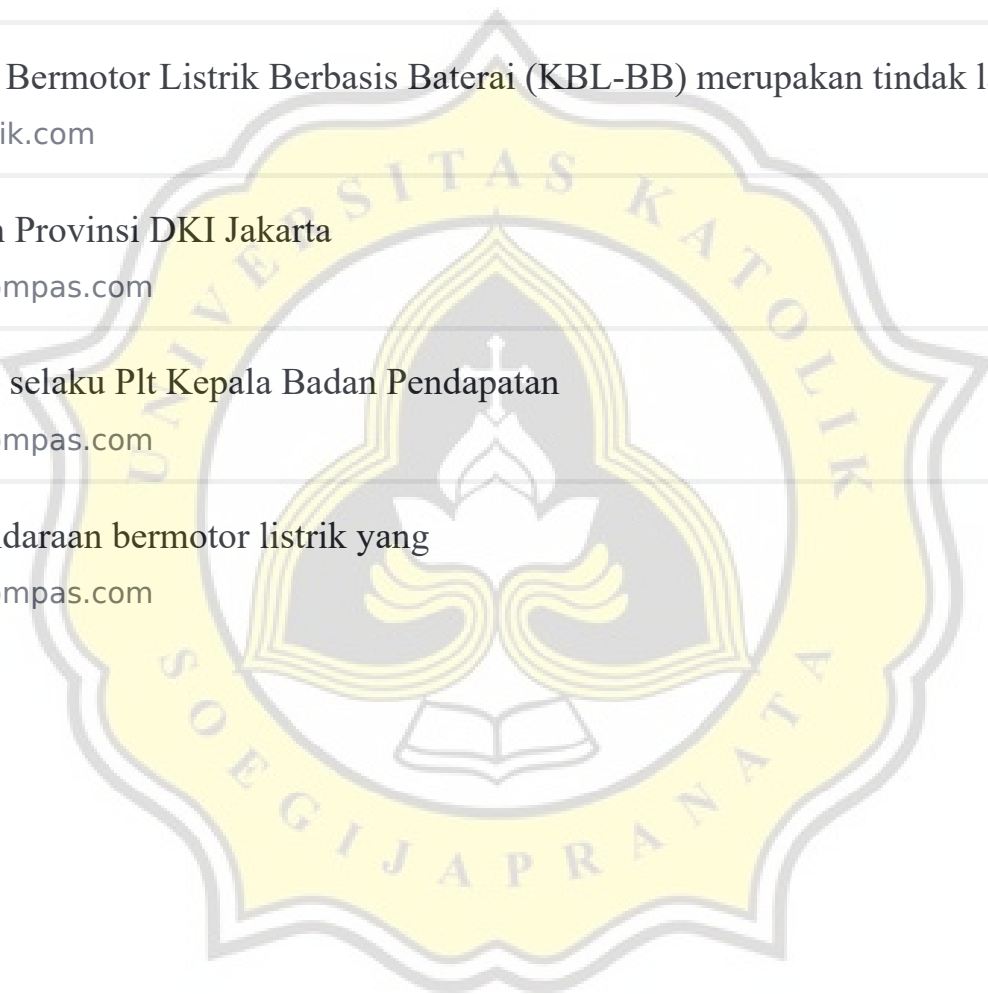 Bermotor Listrik Berbasis Baterai (KBL-BB) merupakan tindak l
ik.com
Provinsi DKI Jakarta
mpas.com
selaku Plt Kepala Badan Pendapatan
mpas.com
daraan bermotor listrik yang
mpas.com
UNIVERSITAS KATOLIK
SOEGIJAPRANATA